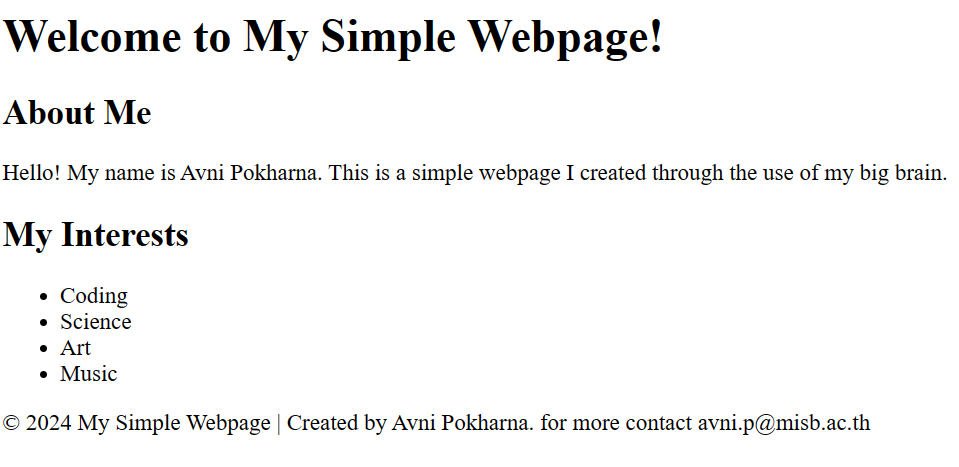 Welcome to My Simple Webpage!
About Me
Hello! My name is Avni Pokharna. This is a simple webpage I created through the use of my big brain.
My Interests
• Coding
• Science
• Art
• Music
© 2024 My Simple Webpage | Created by Avni Pokharna. for more contact avni.p@misb.ac.th